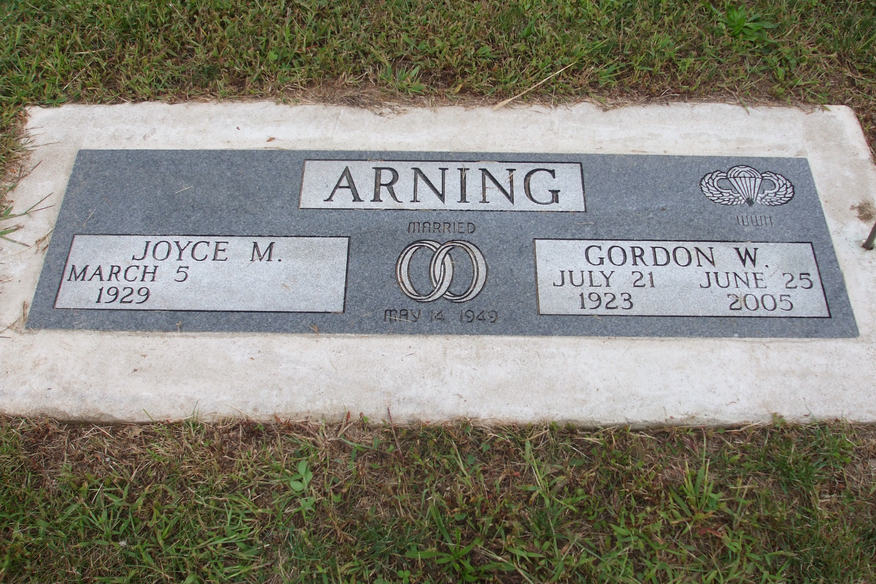 ARNING
MARRIED
MAY 14 1949
JOYCE M.
MARCH 5
1929
GORDON W.
JULY 21 JUNE 25
1923 2005